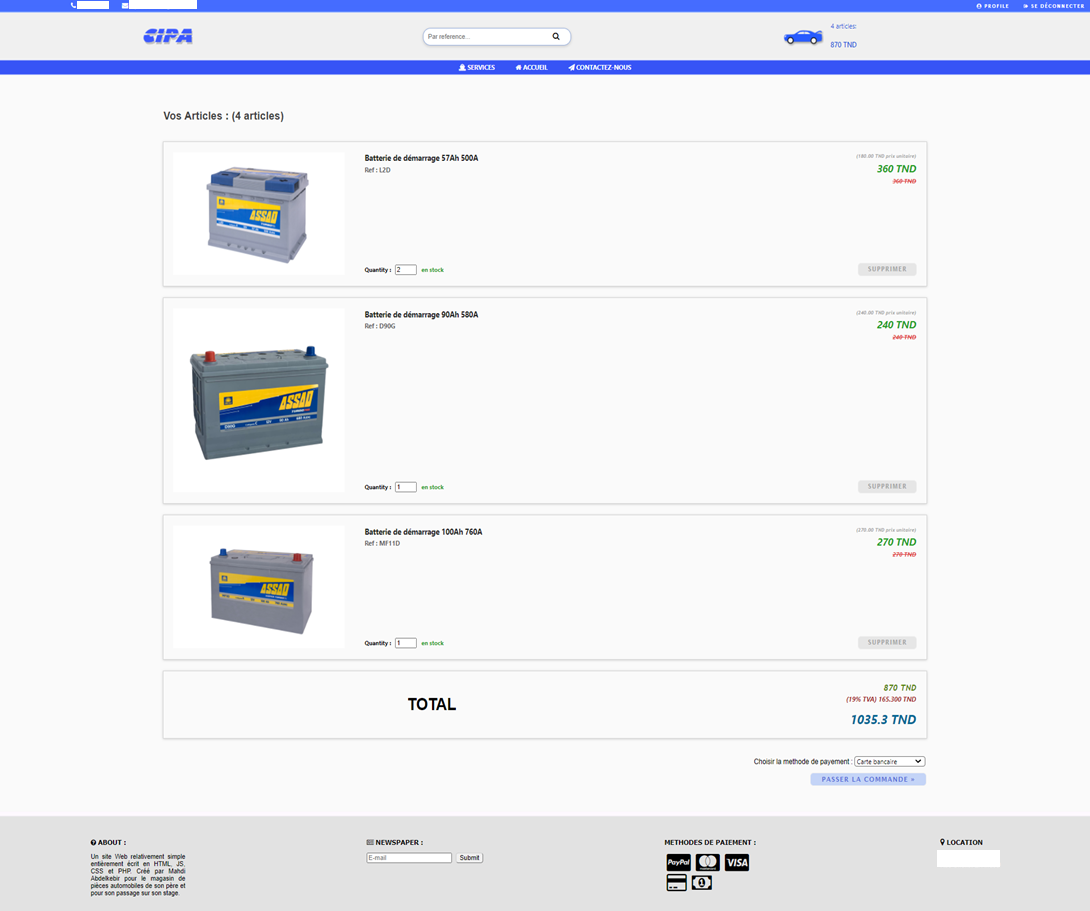 PROFILE SE DÉCONNECTER
CIPA
Par reference...
4 articles:
870 TND
SERVICES ACCUEIL CONTACTEZ-NOUS
Vos Articles : (4 articles)
Batterie de démarrage 57Ah 500A
Ref : L2D
(180.00 TND prix unitaire)
360 TND
360 TND
ASSAD
Quantity : 2 en stock
SUPPRIMER
Batterie de démarrage 90Ah 580A
Ref : D90G
(240.00 TND prix unitaire)
240 TND
240 TND
ASSAD
Quantity : 1 en stock
SUPPRIMER
Batterie de démarrage 100Ah 760A
Ref : MF11D
(270.00 TND prix unitaire)
270 TND
270 TND
ASSAD
Quantity : 1 en stock
SUPPRIMER
TOTAL
870 TND
(19% TVA) 165.300 TND
1035.3 TND
Choisir la methode de payement : Carte bancaire
PASSER LA COMMANDE »
ABOUT :
Un site Web relativement simple
entièrement écrit en HTML, JS,
CSS et PHP. Créé par Mahdi
Abdelkebir pour le magasin de
pièces automobiles de son père et
pour son passage sur son stage.
NEWSPAPER :
E-mail Submit
METHODES DE PAIEMENT :
PayPal VISA
LOCATION